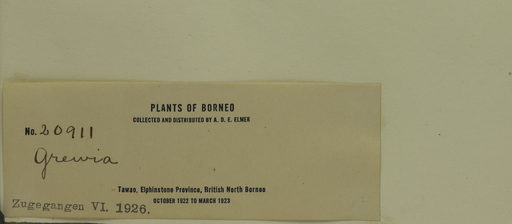 PLANTS OF BORNEO
COLLECTED AND DISTRIBUTED BY A. D. E. ELMER
No. 20911
Grewia
Tawao, Elphinstone Province, British North Borneo
OCTOBER 1922 TO MARCH 1923
Zugegangen VI. 1926.